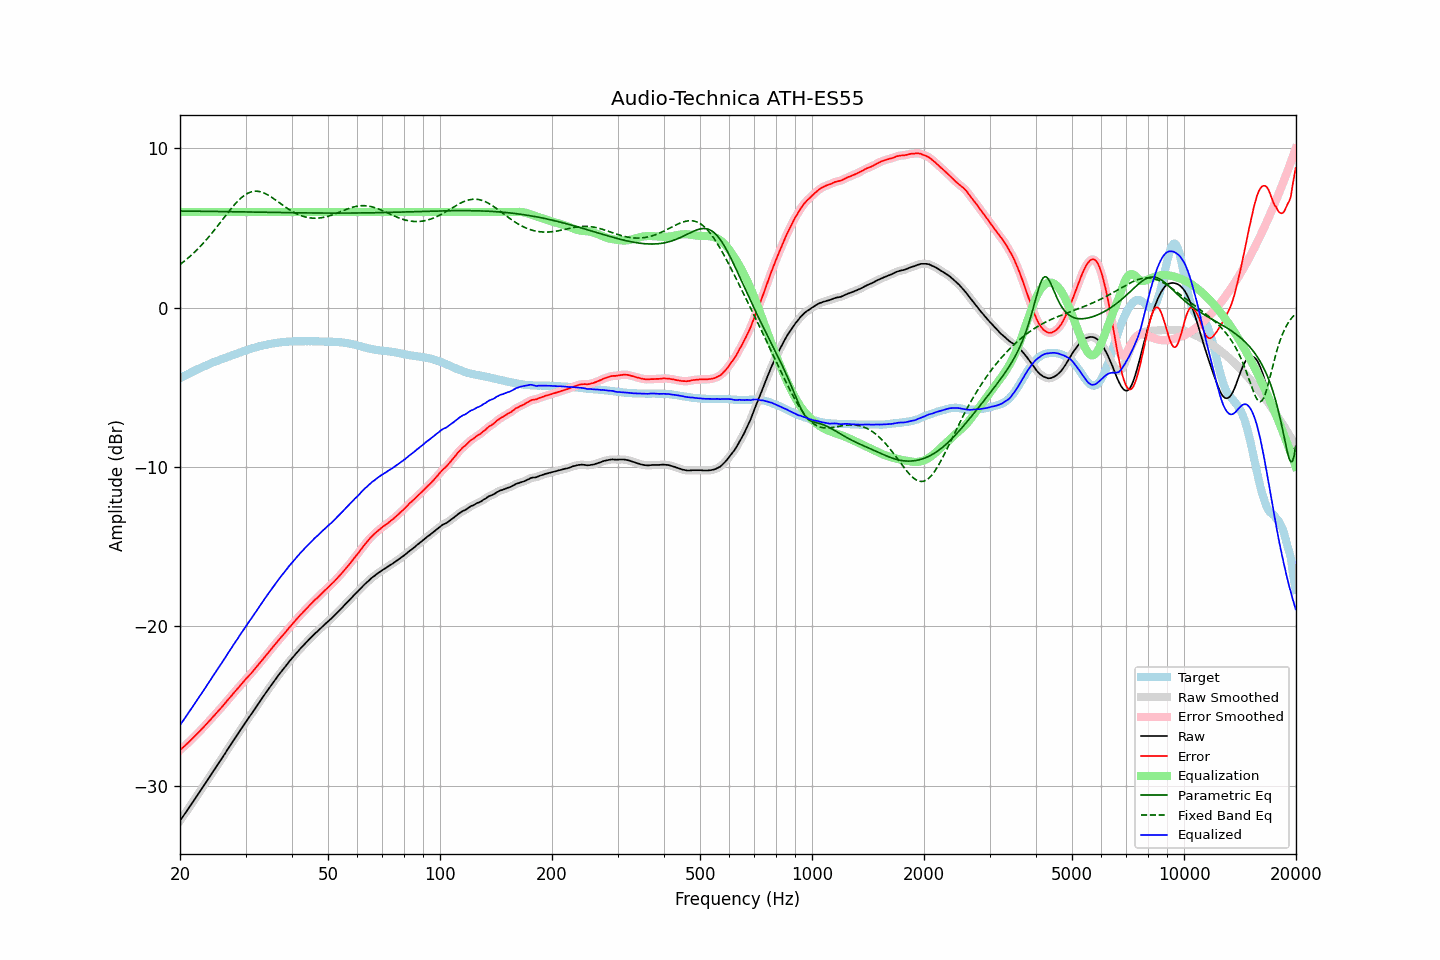 Audio-Technica ATH-ES55
10
0
−10
−20
−30
Amplitude (dBr)
20
50
100
200
500
1000
2000
5000
10000
20000
Frequency (Hz)
Target
Raw Smoothed
Error Smoothed
Raw
Error
Equalization
Parametric Eq
Fixed Band Eq
Equalized